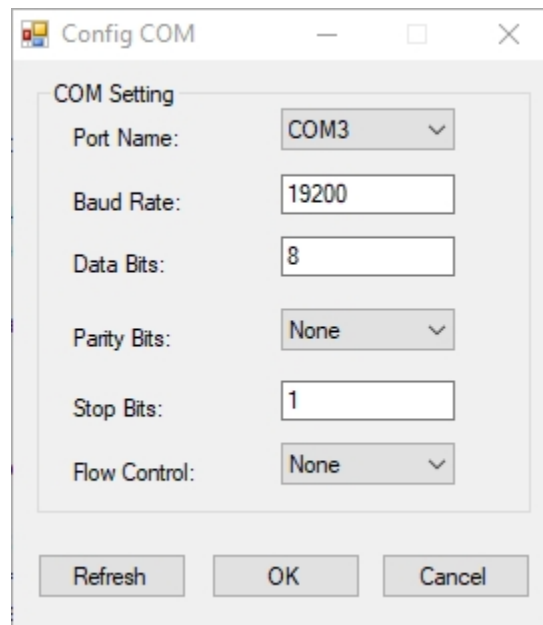 Config COM
COM Setting
Port Name: COM3
Baud Rate: 19200
Data Bits: 8
Parity Bits: None
Stop Bits: 1
Flow Control: None
Refresh OK Cancel